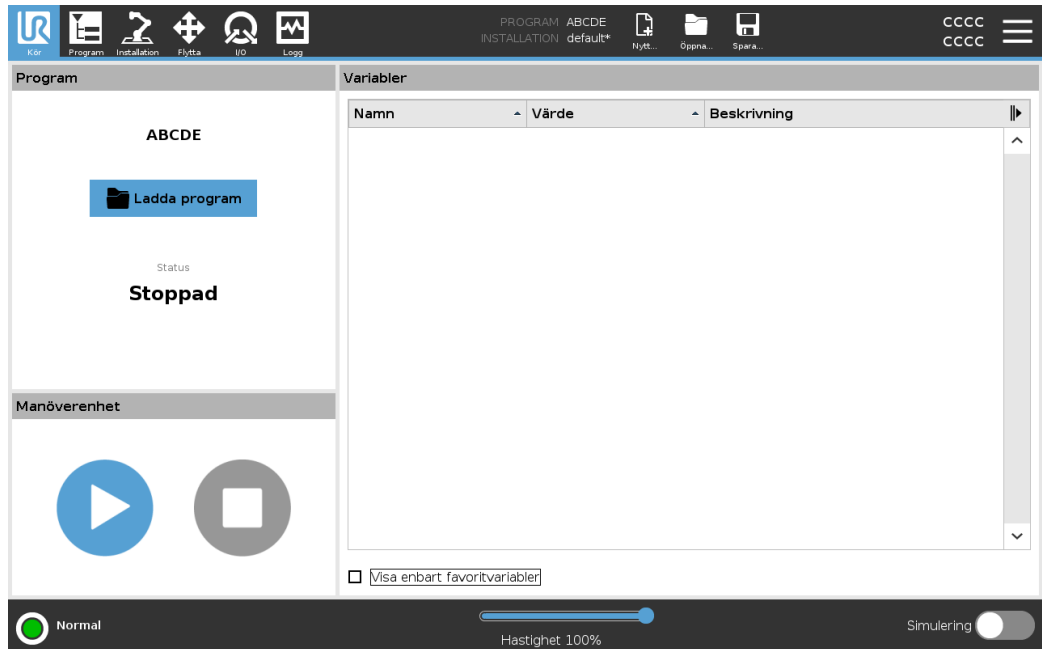 UR
Kör
Program
Installation
Flytta
I/O
Logg
PROGRAM ABCDE
INSTALLATION default*
Nytt...
Öppna...
Spara...
CCCC
CCCC
Program
ABCDE
Ladda program
Status
Stoppad
Manöverenhet
Variabler
Namn Värde Beskrivning
Visa enbart favoritvariabler
Normal
Hastighet 100%
Simulering